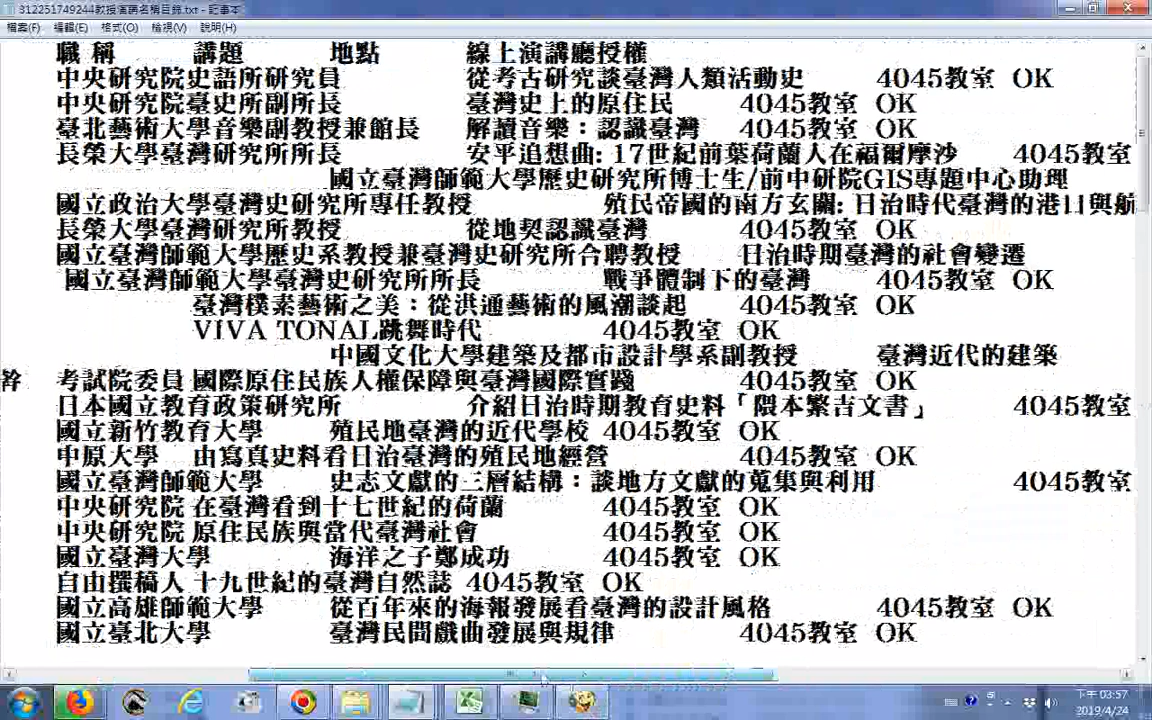 312251749244教授演講名稱目錄.txt - 記事本
檔案(F) 編輯(E) 格式(O) 檢視(V) 說明(H)
職 稱 講題 地點 線上演講廳授權
中央研究院史語所研究員 從考古研究談臺灣人類活動史 4045教室 OK
中央研究院臺史所副所長 臺灣史上的原住民 4045教室 OK
臺北藝術大學音樂副教授兼館長 解讀音樂：認識臺灣 4045教室 OK
長榮大學臺灣研究所所長 安平追想曲: 17世紀前葉荷蘭人在福爾摩沙 4045教室
國立臺灣師範大學歷史研究所博士生/前中研院GIS專題中心助理
國立政治大學臺灣史研究所專任教授 殖民帝國的南方玄關: 日治時代臺灣的港口與航
長榮大學臺灣研究所教授 從地契認識臺灣 4045教室 OK
國立臺灣師範大學歷史系教授兼臺灣史研究所合聘教授 日治時期臺灣的社會變遷
國立臺灣師範大學臺灣史研究所所長 戰爭體制下的臺灣 4045教室 OK
臺灣樸素藝術之美：從洪通藝術的風潮談起 4045教室 OK
VIVA TONAL跳舞時代 4045教室 OK
中國文化大學建築及都市設計學系副教授 臺灣近代的建築
考試院委員 國際原住民族人權保障與臺灣國際實踐 4045教室 OK
日本國立教育政策研究所 介紹日治時期教育史料「隈本繁吉文書」 4045教室
國立新竹教育大學 殖民地臺灣的近代學校 4045教室 OK
中原大學 由寫真史料看日治臺灣的殖民地經營 4045教室 OK
國立臺灣師範大學 史志文獻的三層結構：談地方文獻的蒐集與利用 4045教室
中央研究院 在臺灣看到十七世紀的荷蘭 4045教室 OK
中央研究院 原住民族與當代臺灣社會 4045教室 OK
國立臺灣大學 海洋之子鄭成功 4045教室 OK
自由撰稿人 十九世紀的臺灣自然誌 4045教室 OK
國立高雄師範大學 從百年來的海報發展看臺灣的設計風格 4045教室 OK
國立臺北大學 臺灣民間戲曲發展與規律 4045教室 OK
下午 03:57
2019/4/24